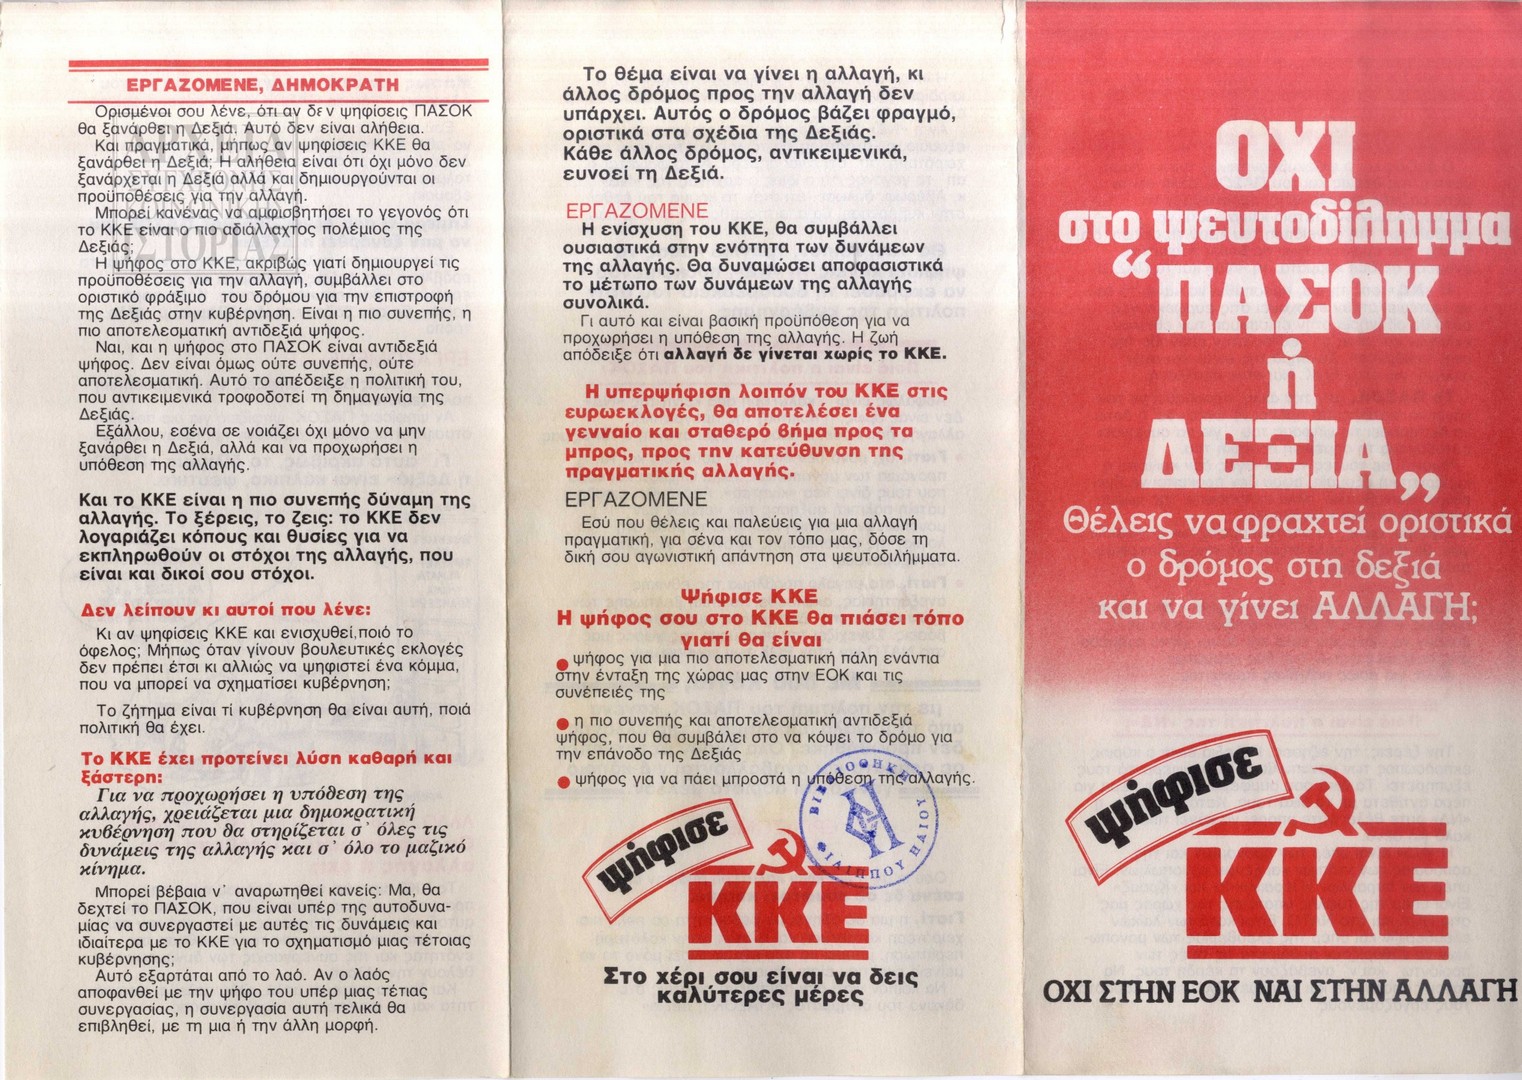 ΕΡΓΑΖΟΜΕΝΕ, ΔΗΜΟΚΡΑΤΗ
Ορισμένοι σου λένε, ότι αν δεν ψηφίσεις ΠΑΣΟΚ
θα ξανάρθει η Δεξιά. Αυτό δεν είναι αλήθεια.
Και πραγματικά, μήπως αν ψηφίσεις ΚΚΕ θα
ξανάρθει η Δεξιά; Η αλήθεια είναι ότι όχι μόνο δεν
ξανάρχεται η Δεξιά αλλά και δημιουργούνται οι
προϋποθέσεις για την αλλαγή.
Μπορεί κανένας να αμφισβητήσει το γεγονός ότι
το ΚΚΕ είναι ο πιο αδιάλλαχτος πολέμιος της
Δεξιάς;
Η ψήφος στο ΚΚΕ, ακριβώς γιατί δημιουργεί τις
προϋποθέσεις για την αλλαγή, συμβάλλει στο
οριστικό φράξιμο του δρόμου για την επιστροφή
της Δεξιάς στην κυβέρνηση. Είναι η πιο συνεπής, η
πιο αποτελεσματική αντιδεξιά ψήφος.
Ναι, και η ψήφος στο ΠΑΣΟΚ είναι αντιδεξιά
ψήφος. Δεν είναι όμως ούτε συνεπής, ούτε
αποτελεσματική. Αυτό το απέδειξε η πολιτική του,
που αντικειμενικά τροφοδοτεί τη δημαγωγία της
Δεξιάς.
Εξάλλου, εσένα σε νοιάζει όχι μόνο να μην
ξανάρθει η Δεξιά, αλλά και να προχωρήσει η
υπόθεση της αλλαγής.
Και το ΚΚΕ είναι η πιο συνεπής δύναμη της
αλλαγής. Το ξέρεις, το ζεις: το ΚΚΕ δεν
λογαριάζει κόπους και θυσίες για να
εκπληρωθούν οι στόχοι της αλλαγής, που
είναι και δικοί σου στόχοι.
Δεν λείπουν κι αυτοί που λένε:
Κι αν ψηφίσεις ΚΚΕ και ενισχυθεί,ποιό το
όφελος; Μήπως όταν γίνουν βουλευτικές εκλογές
δεν πρέπει έτσι κι αλλιώς να ψηφιστεί ένα κόμμα,
που να μπορεί να σχηματίσει κυβέρνηση;
Το ζήτημα είναι τί κυβέρνηση θα είναι αυτή, ποιά
πολιτική θα έχει.
Το ΚΚΕ έχει προτείνει λύση καθαρή και
ξάστερη:
Για να προχωρήσει η υπόθεση της
αλλαγής, χρειάζεται μια δημοκρατική
κυβέρνηση που θα στηρίζεται σ' όλες τις
δυνάμεις της αλλαγής και σ' όλο το μαζικό
κίνημα.
Μπορεί βέβαια ν' αναρωτηθεί κανείς: Μα, θα
δεχτεί το ΠΑΣΟΚ, που είναι υπέρ της αυτοδυνα-
μίας να συνεργαστεί με αυτές τις δυνάμεις και
ιδιαίτερα με το ΚΚΕ για το σχηματισμό μιας τέτοιας
κυβέρνησης;
Αυτό εξαρτάται από το λαό. Αν ο λαός
αποφανθεί με την ψήφο του υπέρ μιας τέτιας
συνεργασίας, η συνεργασία αυτή τελικά θα
επιβληθεί, με τη μια ή την άλλη μορφή.
ΑΡΧΕΙΑ
ΣΥΓΧΡΟΝΗΣ
ΚΟΙΝΩΝΙΚΗΣ
ΙΣΤΟΡΙΑΣ
Το θέμα είναι να γίνει η αλλαγή, κι
άλλος δρόμος προς την αλλαγή δεν
υπάρχει. Αυτός ο δρόμος βάζει φραγμό,
οριστικά στα σχέδια της Δεξιάς.
Κάθε άλλος δρόμος, αντικειμενικά,
ευνοεί τη Δεξιά.
ΕΡΓΑΖΟΜΕΝΕ
Η ενίσχυση του ΚΚΕ, θα συμβάλλει
ουσιαστικά στην ενότητα των δυνάμεων
της αλλαγής. Θα δυναμώσει αποφασιστικά
το μέτωπο των δυνάμεων της αλλαγής
συνολικά.
Γι αυτό και είναι βασική προϋπόθεση για να
προχωρήσει η υπόθεση της αλλαγής. Η ζωή
απόδειξε ότι αλλαγή δε γίνεται χωρίς το ΚΚΕ.
Η υπερψήφιση λοιπόν του ΚΚΕ στις
ευρωεκλογές, θα αποτελέσει ένα
γενναίο και σταθερό βήμα προς τα
μπρος, προς την κατεύθυνση της
πραγματικής αλλαγής.
ΕΡΓΑΖΟΜΕΝΕ
Εσύ που θέλεις και παλεύεις για μια αλλαγή
πραγματική, για σένα και τον τόπο μας, δόσε τη
δική σου αγωνιστική απάντηση στα ψευτοδιλήμματα.
Ψήφισε ΚΚΕ
Η ψήφος σου στο ΚΚΕ θα πιάσει τόπο
γιατί θα είναι
● ψήφος για μια πιο αποτελεσματική πάλη ενάντια
στην ένταξη της χώρας μας στην ΕΟΚ και τις
συνέπειές της
● η πιο συνεπής και αποτελεσματική αντιδεξιά
ψήφος, που θα συμβάλει στο να κόψει το δρόμο για
την επάνοδο της Δεξιάς
● ψήφος για να πάει μπροστά η υπόθεση της αλλαγής.
ΒΙΒΛΙΟΘΗΚΗ
ΦΙΛΙΠΠΟΥ ΗΛΙΟΥ
ψήφισε
ΚΚΕ
Στο χέρι σου είναι να δεις
καλύτερες μέρες
ΟΧΙ
στο ψευτοδίλημμα
“ΠΑΣΟΚ
ή
ΔΕΞΙΑ„
Θέλεις να φραχτεί οριστικά
ο δρόμος στη δεξιά
και να γίνει ΑΛΛΑΓΗ;
ψήφισε
ΚΚΕ
ΟΧΙ ΣΤΗΝ ΕΟΚ ΝΑΙ ΣΤΗΝ ΑΛΛΑΓΗ